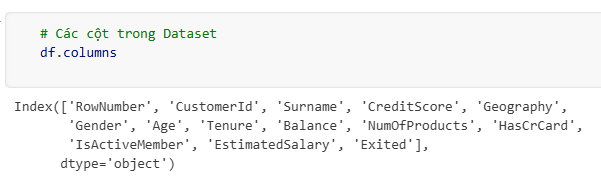 # Các cột trong Dataset
df.columns
Index(['RowNumber', 'CustomerId', 'Surname', 'CreditScore', 'Geography',
'Gender', 'Age', 'Tenure', 'Balance', 'NumOfProducts', 'HasCrCard',
'IsActiveMember', 'EstimatedSalary', 'Exited'],
dtype='object')